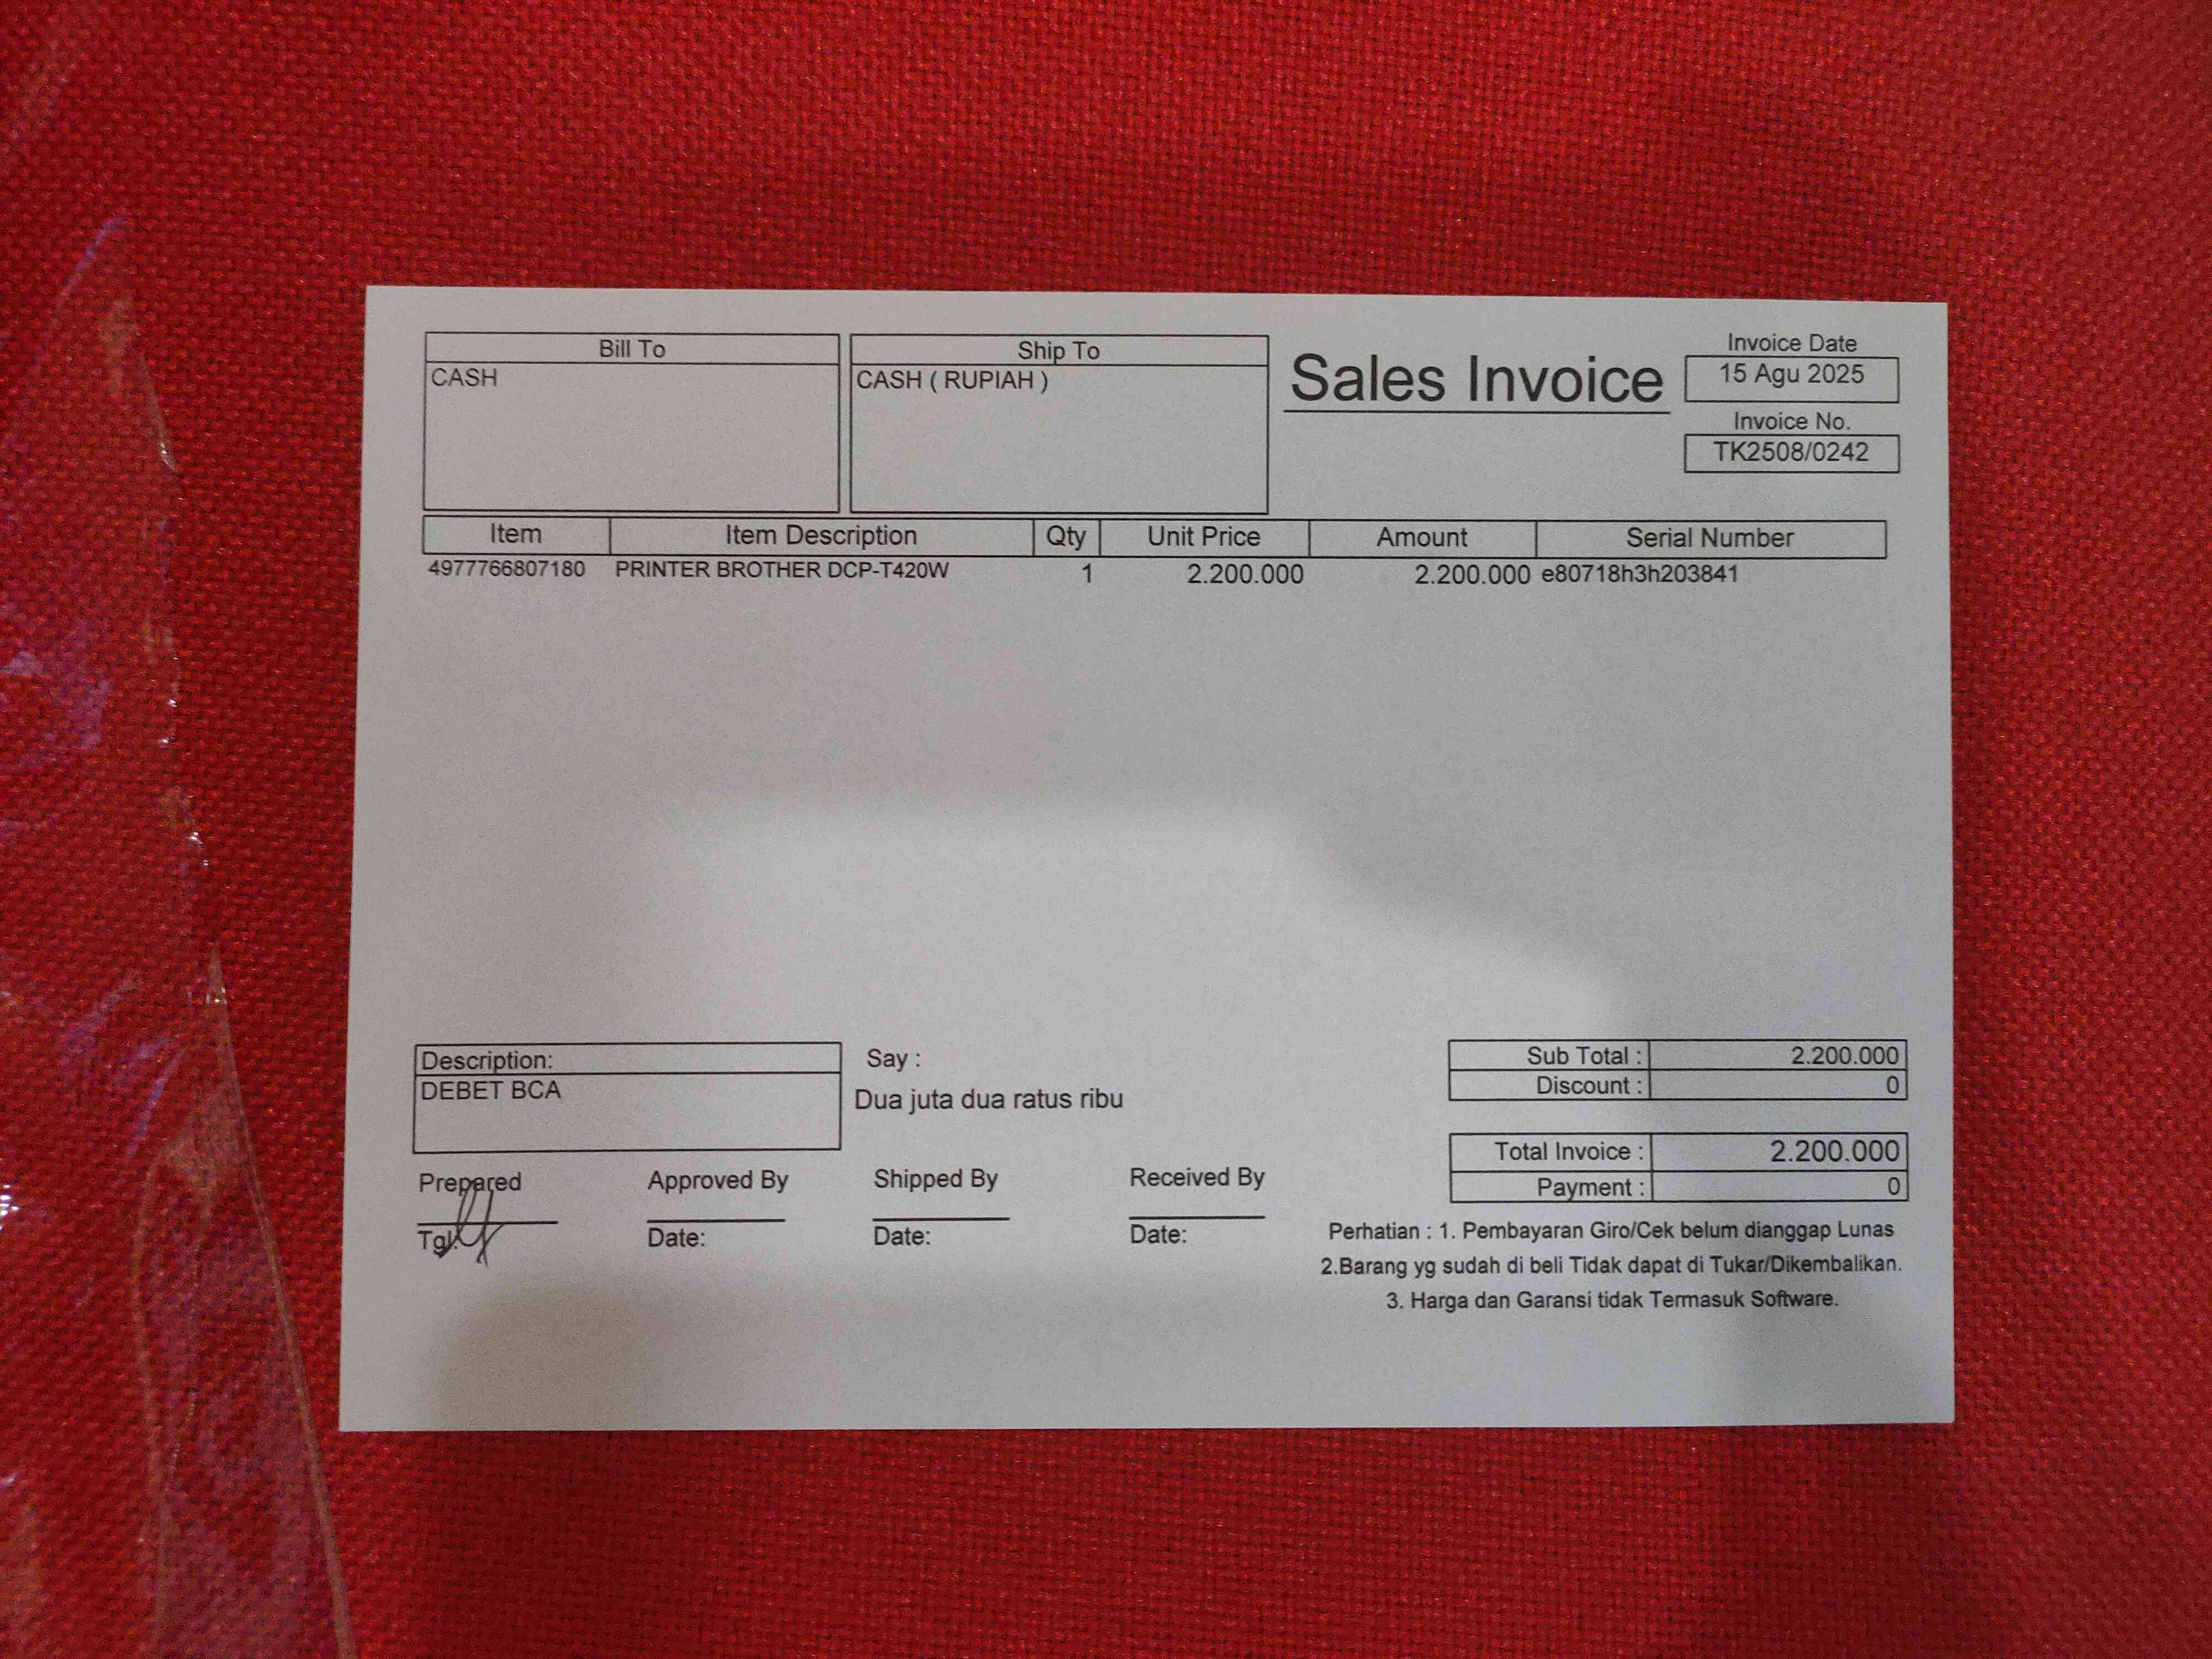 Bill To
CASH
Ship To
CASH ( RUPIAH )
Sales Invoice
Invoice Date
15 Agu 2025
Invoice No.
TK2508/0242
Item Item Description Qty Unit Price Amount Serial Number
4977766807180 PRINTER BROTHER DCP-T420W 1 2.200.000 2.200.000 e80718h3h203841
Description:
DEBET BCA
Say :
Dua juta dua ratus ribu
Sub Total : 2.200.000
Discount : 0
Total Invoice : 2.200.000
Payment : 0
Prepared Approved By Shipped By Received By
Tgl. Date: Date: Date:
Perhatian : 1. Pembayaran Giro/Cek belum dianggap Lunas
2.Barang yg sudah di beli Tidak dapat di Tukar/Dikembalikan.
3. Harga dan Garansi tidak Termasuk Software.